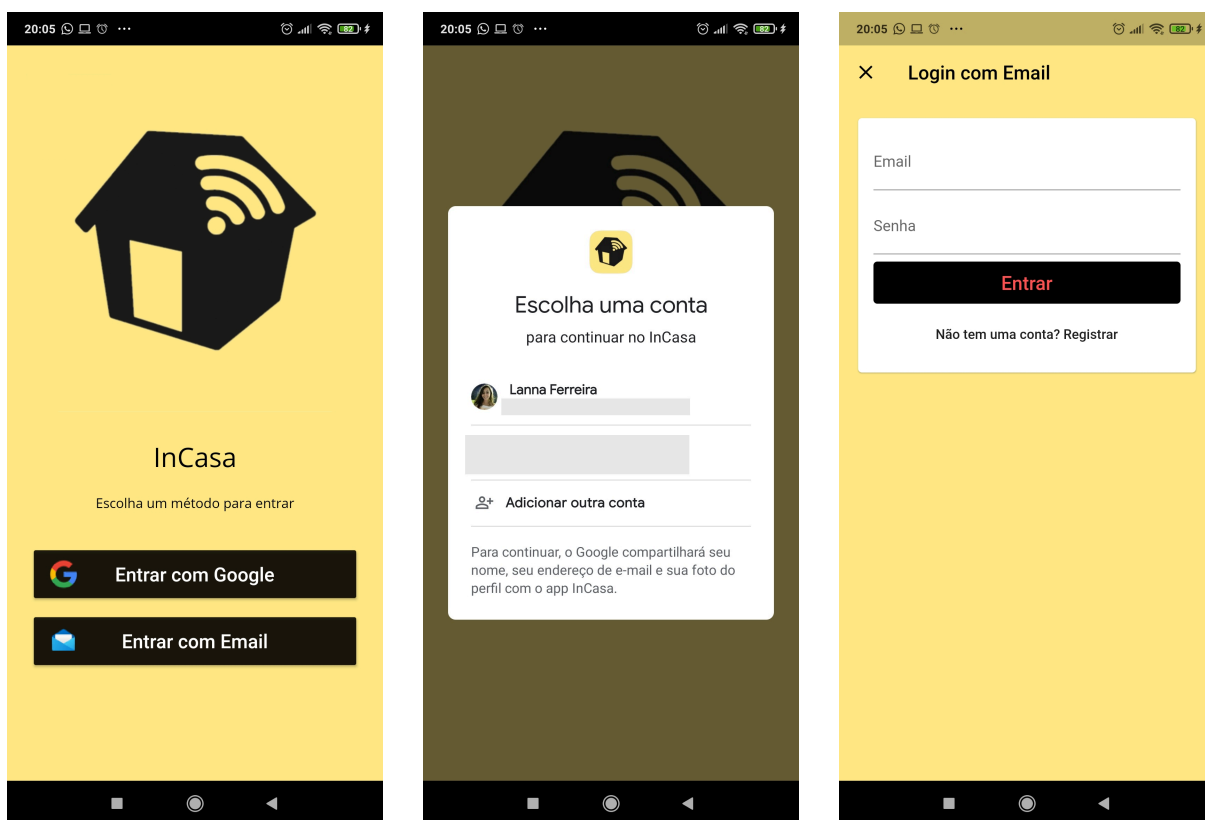 20:05
82
InCasa
Escolha um método para entrar
Entrar com Google
Entrar com Email
20:05
82
Escolha uma conta
para continuar no InCasa
Lanna Ferreira
Adicionar outra conta
Para continuar, o Google compartilhará seu
nome, seu endereço de e-mail e sua foto do
perfil com o app InCasa.
20:05
82
Login com Email
Email
Senha
Entrar
Não tem uma conta? Registrar